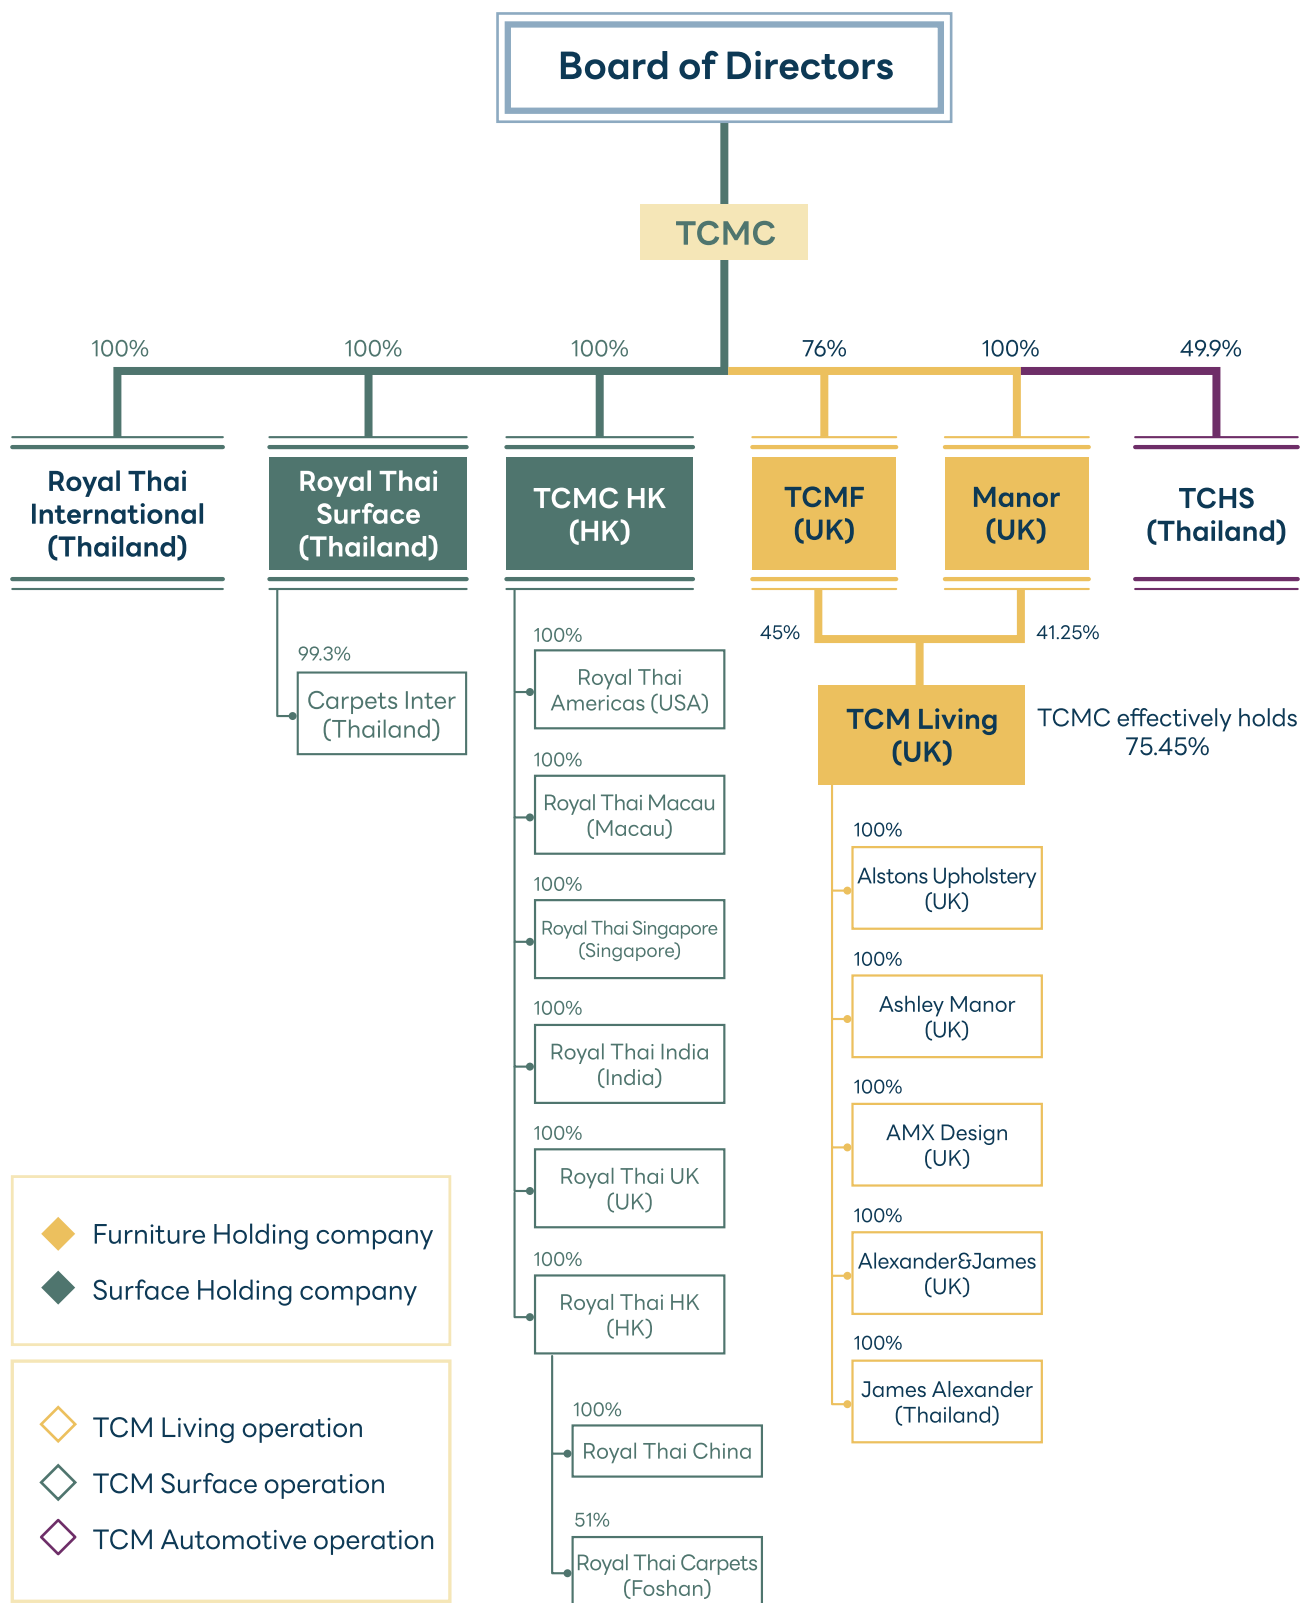 Board of Directors
TCMC
100%
100%
100%
76%
100%
49.9%
Royal Thai
International
(Thailand)
Royal Thai
Surface
(Thailand)
TCMC HK
(HK)
TCMF
(UK)
Manor
(UK)
TCHS
(Thailand)
99.3%
Carpets Inter
(Thailand)
100%
Royal Thai
Americas (USA)
100%
Royal Thai Macau
(Macau)
100%
Royal Thai Singapore
(Singapore)
100%
Royal Thai India
(India)
100%
Royal Thai UK
(UK)
100%
Royal Thai HK
(HK)
100%
Royal Thai China
51%
Royal Thai Carpets
(Foshan)
45%
41.25%
TCM Living
(UK)
TCMC effectively holds
75.45%
100%
Alstons Upholstery
(UK)
100%
Ashley Manor
(UK)
100%
AMX Design
(UK)
100%
Alexander&James
(UK)
100%
James Alexander
(Thailand)
Furniture Holding company
Surface Holding company
TCM Living operation
TCM Surface operation
TCM Automotive operation